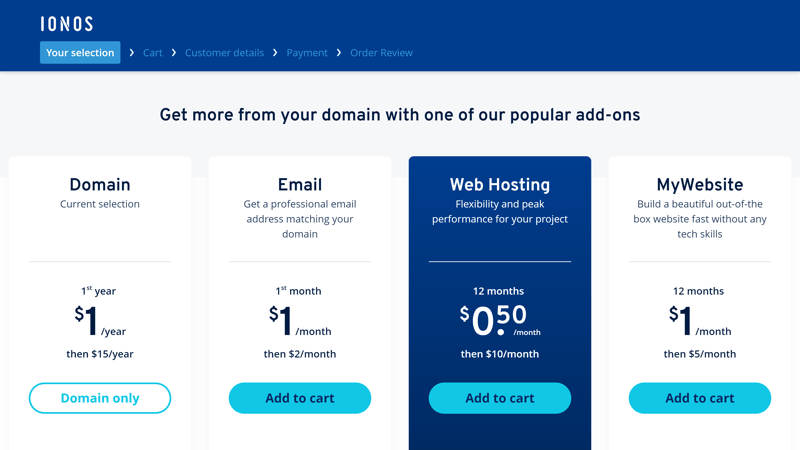 IONOS
Your selection > Cart > Customer details > Payment > Order Review
Get more from your domain with one of our popular add-ons
Domain
Current selection
1st year
$1/year
then $15/year
Domain only
Email
Get a professional email
address matching your
domain
1st month
$1/month
then $2/month
Add to cart
Web Hosting
Flexibility and peak
performance for your project
12 months
$0.50/month
then $10/month
Add to cart
MyWebsite
Build a beautiful out-of-the
box website fast without any
tech skills
12 months
$1/month
then $5/month
Add to cart